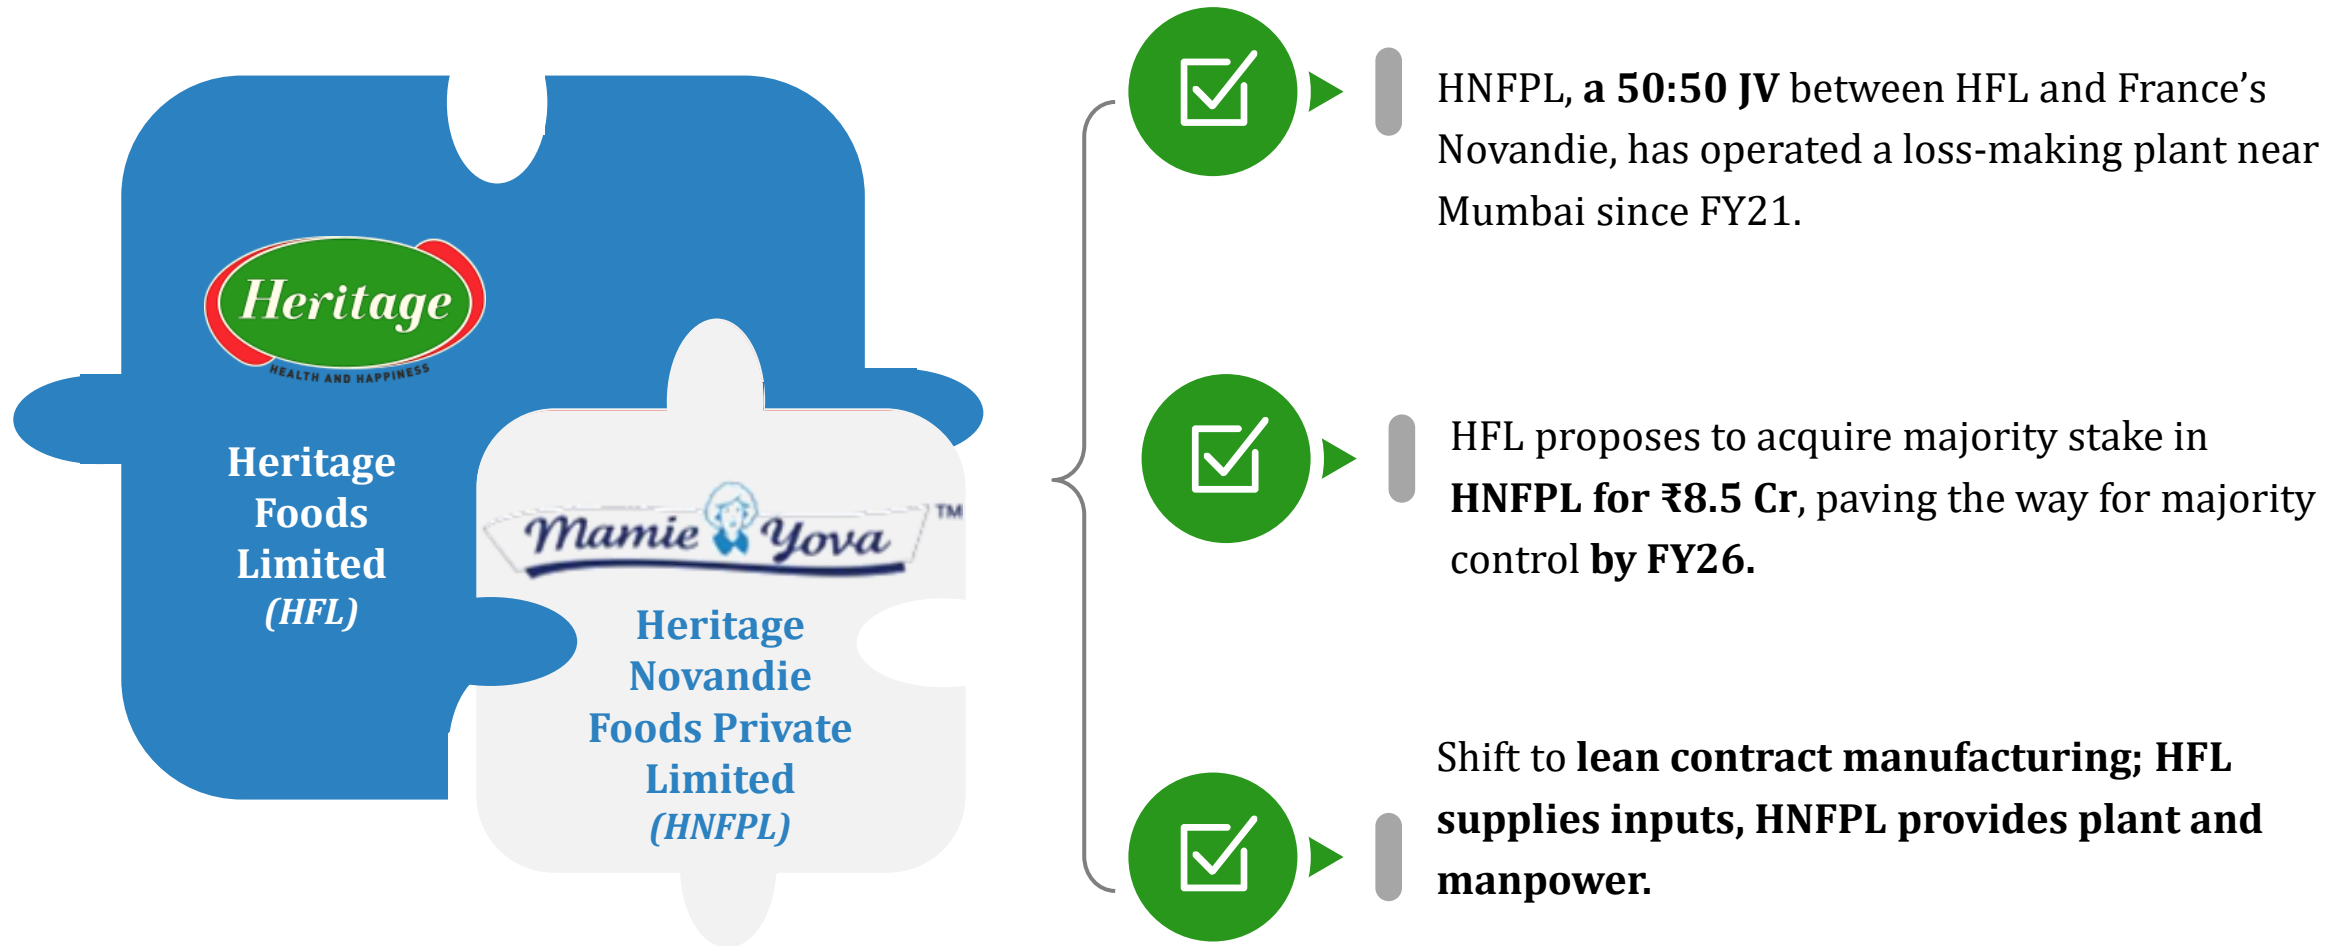 Heritage
HEALTH AND HAPPINESS
Heritage
Foods
Limited
(HFL)
Mamie Yova TM
Heritage
Novandie
Foods Private
Limited
(HNFPL)
HNFPL, a 50:50 JV between HFL and France’s
Novandie, has operated a loss-making plant near
Mumbai since FY21.
HFL proposes to acquire majority stake in
HNFPL for ₹8.5 Cr, paving the way for majority
control by FY26.
Shift to lean contract manufacturing; HFL
supplies inputs, HNFPL provides plant and
manpower.